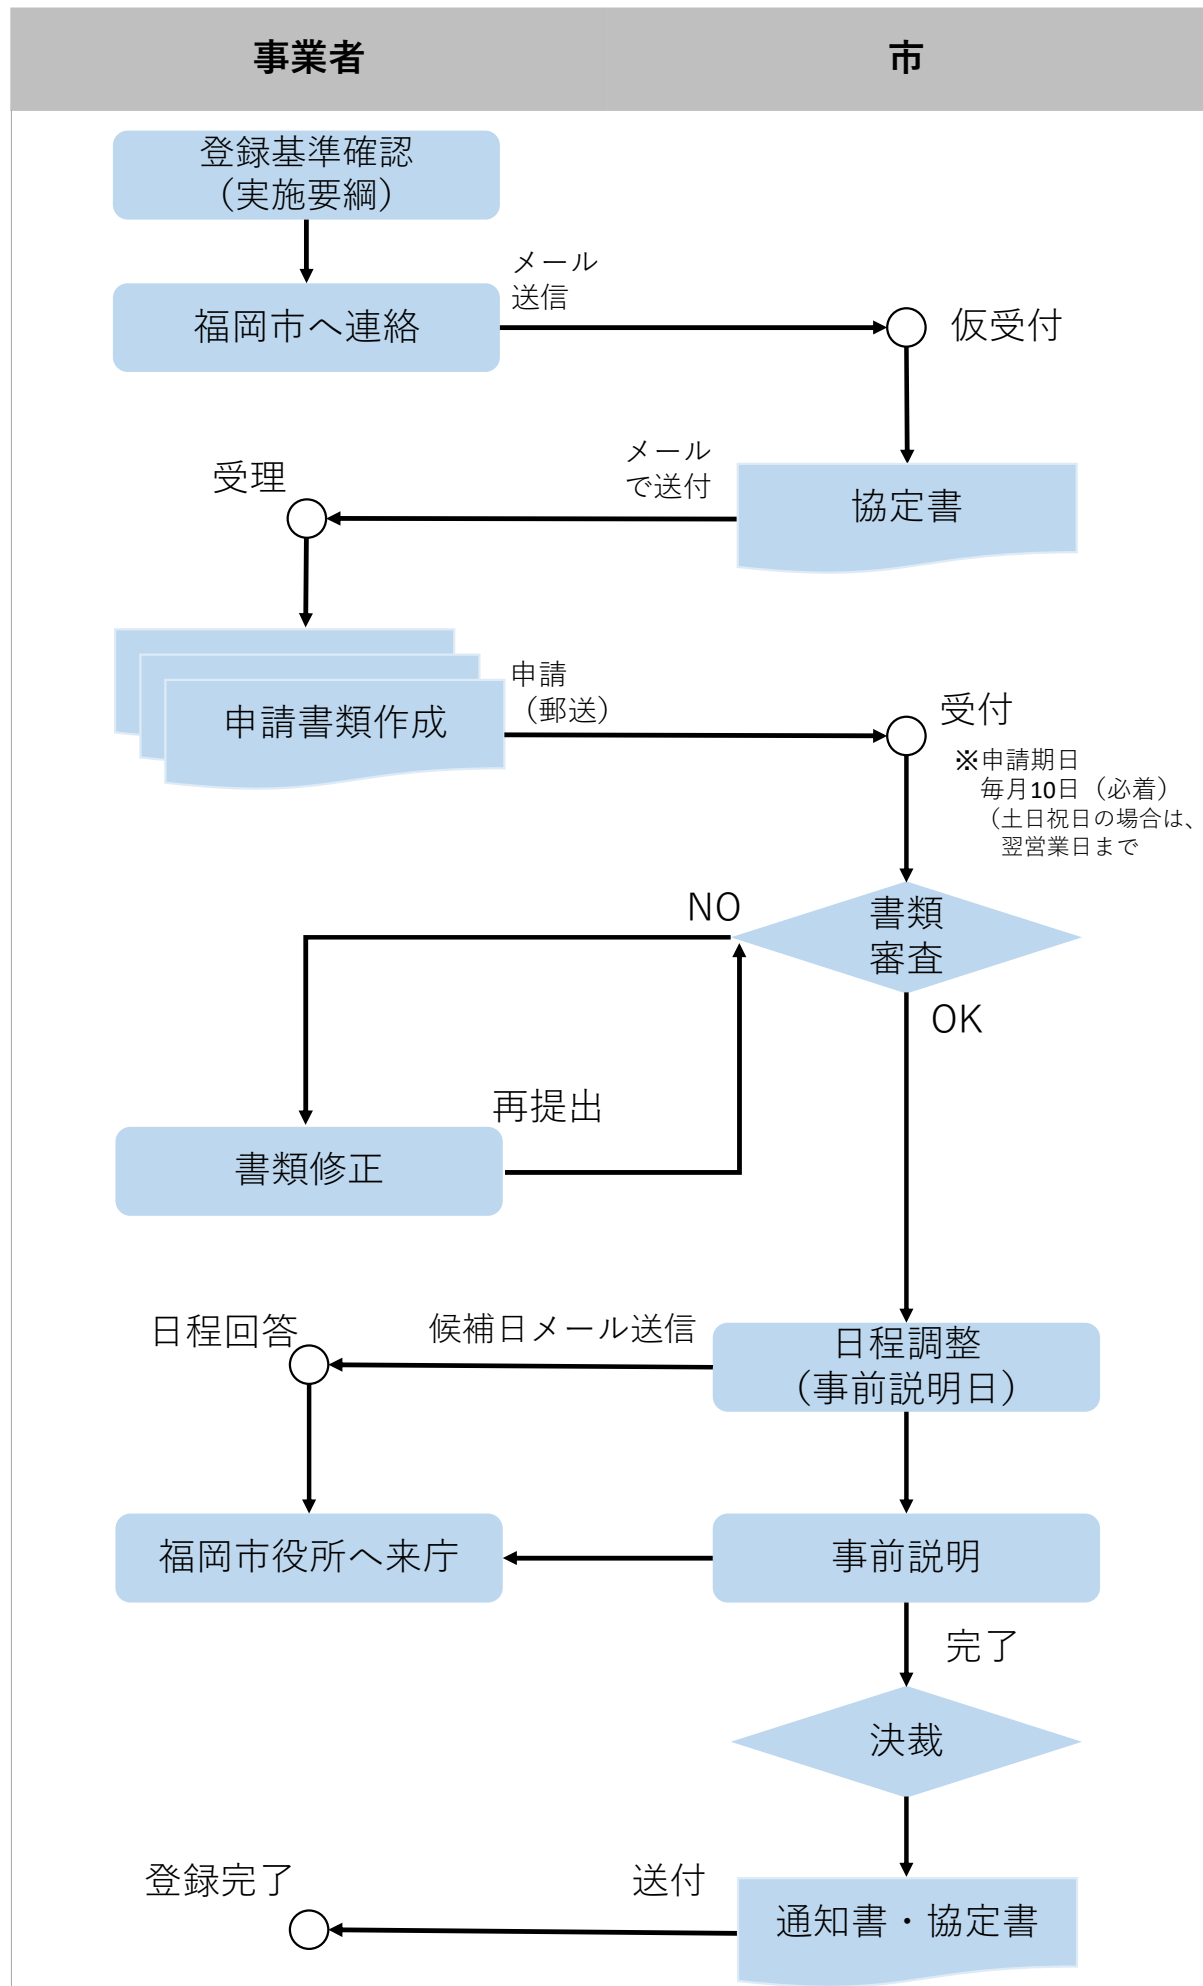 事業者
市
登録基準確認
（実施要綱）
メール
送信
福岡市へ連絡
仮受付
メール
で送付
受理
協定書
申請
（郵送）
申請書類作成
受付
※申請期日
毎月10日（必着）
（土日祝日の場合は、
翌営業日まで
NO
書類
審査
OK
再提出
書類修正
日程回答
候補日メール送信
日程調整
（事前説明日）
福岡市役所へ来庁
事前説明
完了
決裁
登録完了
送付
通知書・協定書